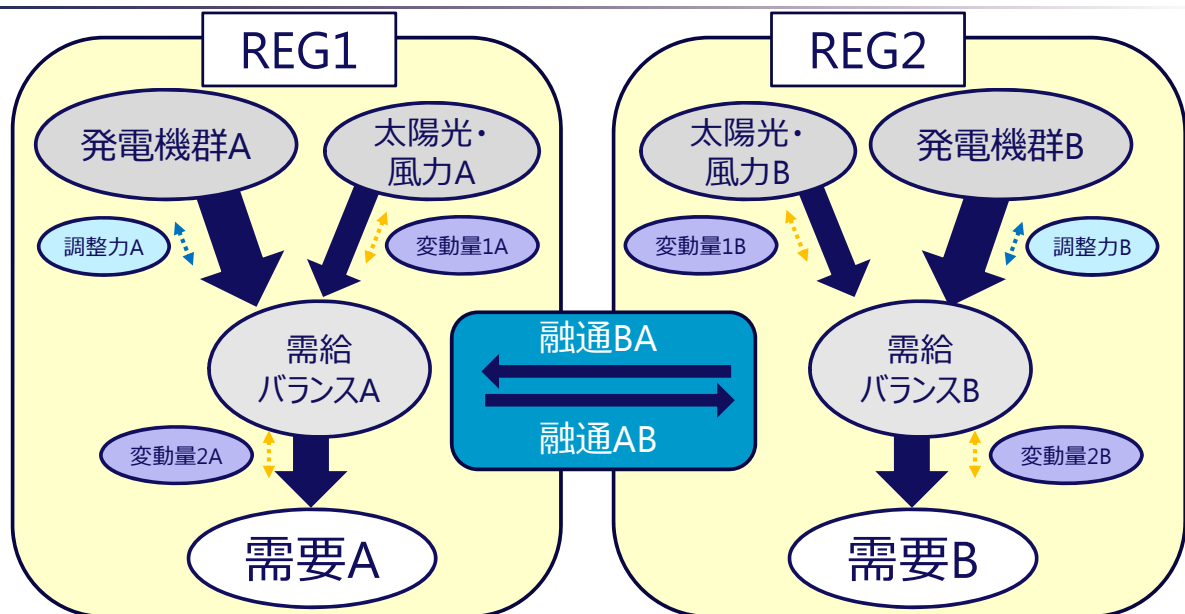 REG1
REG2
発電機群A
太陽光・
風力A
太陽光・
風力B
発電機群B
調整力A
変動量1A
変動量1B
調整力B
需給
バランスA
融通BA
融通AB
需給
バランスB
変動量2A
変動量2B
需要A
需要B